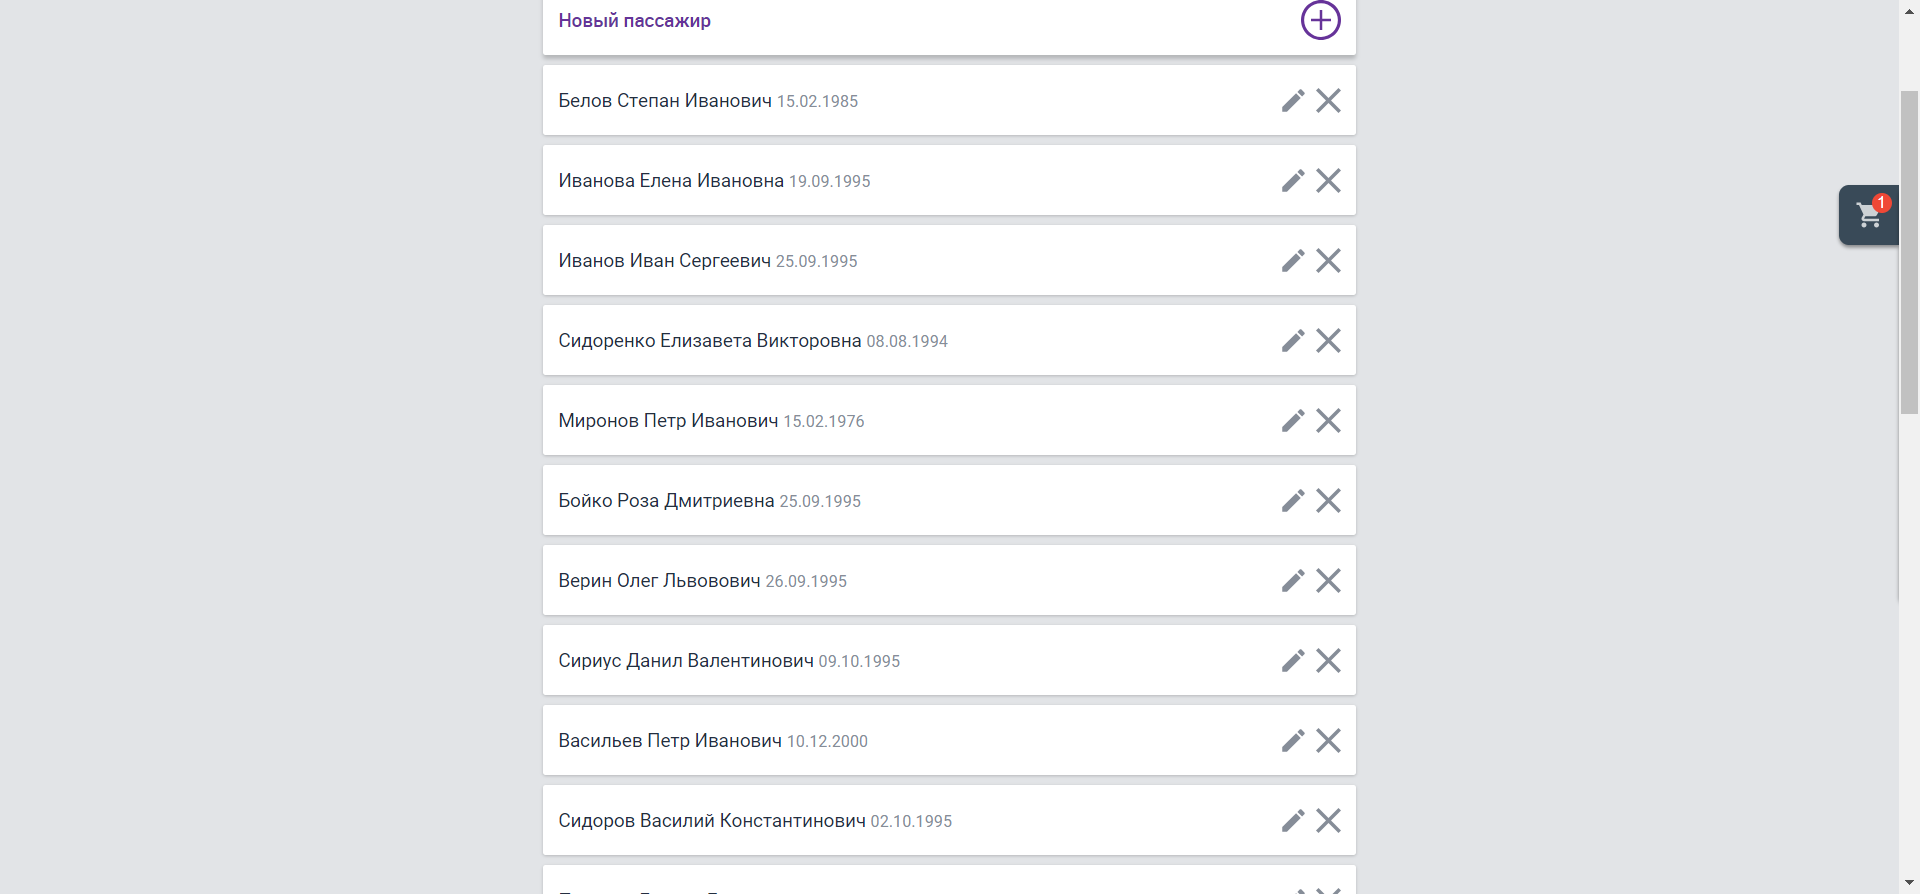 Новый пассажир
Белов Степан Иванович 15.02.1985
Иванова Елена Ивановна 19.09.1995
1
Иванов Иван Сергеевич 25.09.1995
Сидоренко Елизавета Викторовна 08.08.1994
Миронов Петр Иванович 15.02.1976
Бойко Роза Дмитриевна 25.09.1995
Верин Олег Львовович 26.09.1995
Сириус Данил Валентинович 09.10.1995
Васильев Петр Иванович 10.12.2000
Сидоров Василий Константинович 02.10.1995